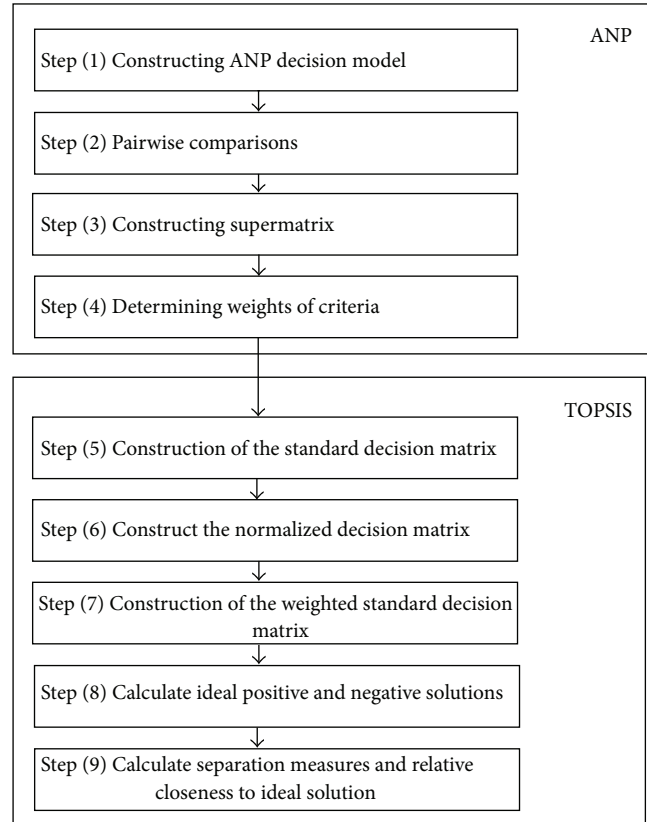 ANP
Step (1) Constructing ANP decision model
Step (2) Pairwise comparisons
Step (3) Constructing supermatrix
Step (4) Determining weights of criteria
TOPSIS
Step (5) Construction of the standard decision matrix
Step (6) Construct the normalized decision matrix
Step (7) Construction of the weighted standard decision
matrix
Step (8) Calculate ideal positive and negative solutions
Step (9) Calculate separation measures and relative
closeness to ideal solution